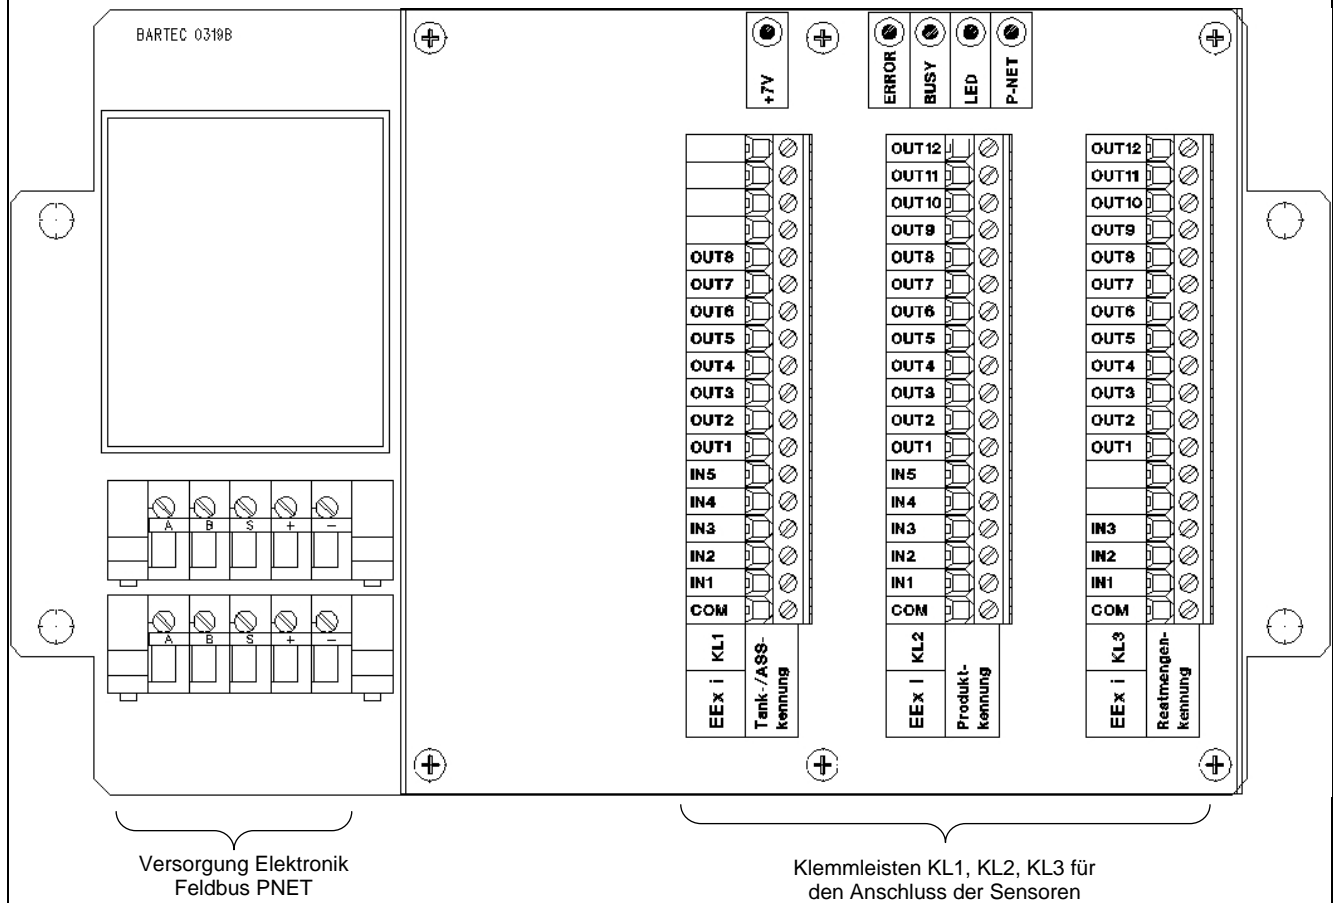 BARTEC 0319B
+7V
ERROR
BUSY
LED
P-NET
OUT8
OUT7
OUT6
OUT5
OUT4
OUT3
OUT2
OUT1
IN5
IN4
IN3
IN2
IN1
COM
EEx i KL1
Tank-/ASS-
kennung
OUT12
OUT11
OUT10
OUT9
OUT8
OUT7
OUT6
OUT5
OUT4
OUT3
OUT2
OUT1
IN5
IN4
IN3
IN2
IN1
COM
EEx i KL2
Produkt-
kennung
OUT12
OUT11
OUT10
OUT9
OUT8
OUT7
OUT6
OUT5
OUT4
OUT3
OUT2
OUT1
IN3
IN2
IN1
COM
EEx i KL3
Restmengen-
kennung
A B S + −
A B S + −
Versorgung Elektronik
Feldbus PNET
Klemmleisten KL1, KL2, KL3 für
den Anschluss der Sensoren